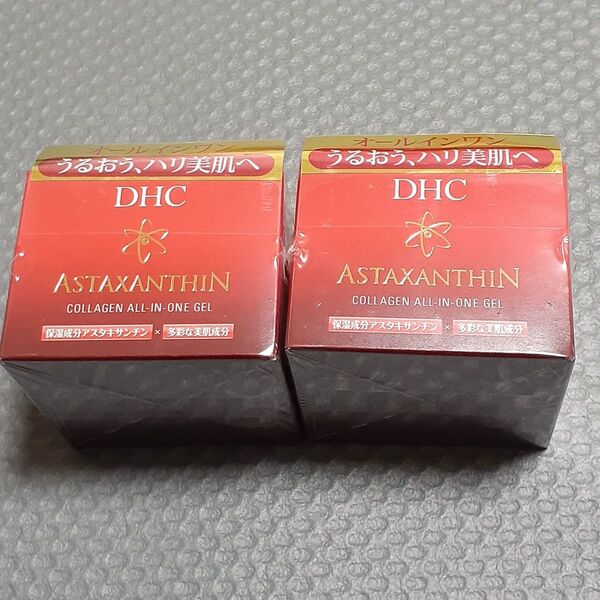 オールインワン
うるおう、ハリ美肌へ
DHC
ASTAXANTHIN
COLLAGEN ALL-IN-ONE GEL
保湿成分アスタキサンチン × 多彩な美肌成分
オールインワン
うるおう、ハリ美肌へ
DHC
ASTAXANTHIN
COLLAGEN ALL-IN-ONE GEL
保湿成分アスタキサンチン × 多彩な美肌成分